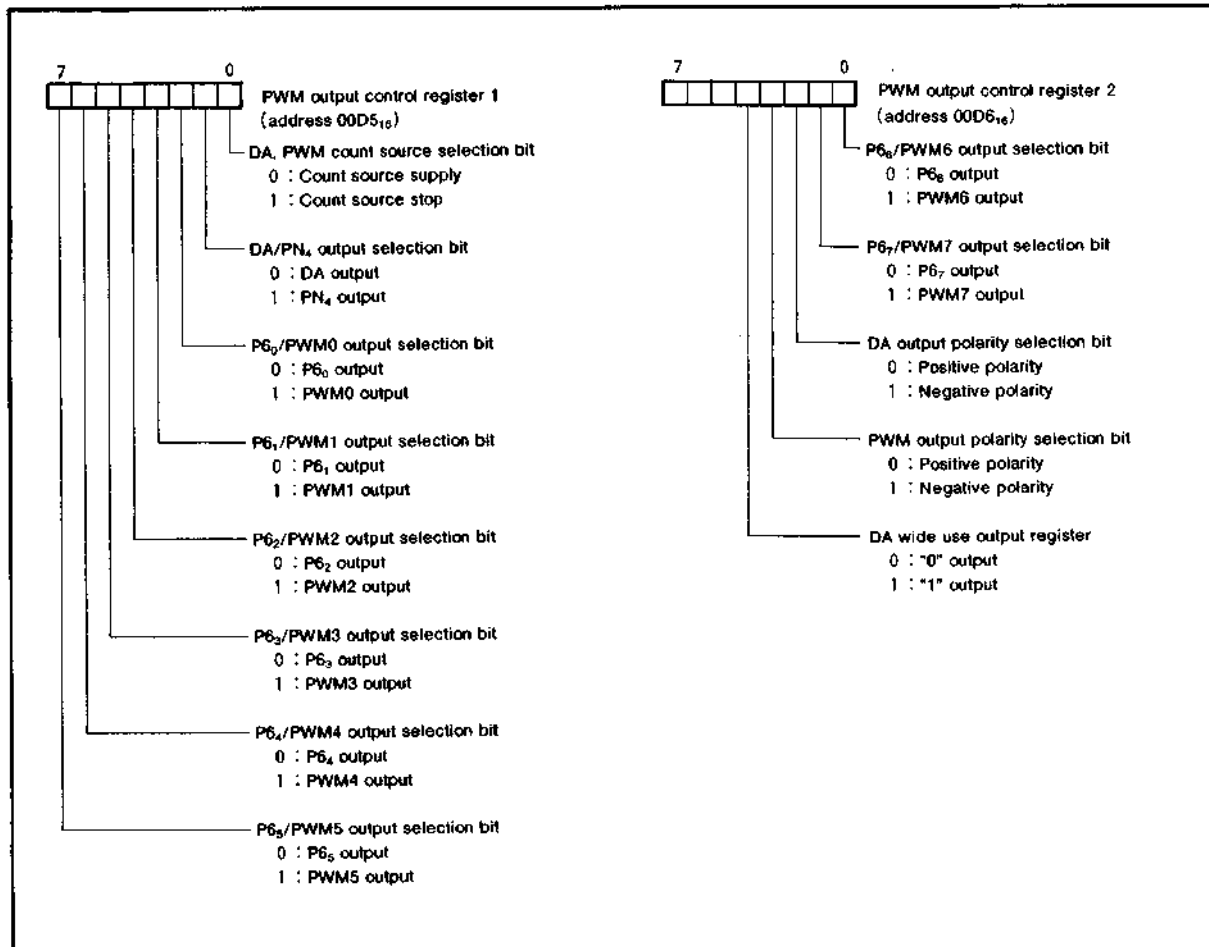 7 0
PWM output control register 1
(address 00D5₁₆)
DA, PWM count source selection bit
0 : Count source supply
1 : Count source stop
DA/PN₄ output selection bit
0 : DA output
1 : PN₄ output
P6₀/PWM0 output selection bit
0 : P6₀ output
1 : PWM0 output
P6₁/PWM1 output selection bit
0 : P6₁ output
1 : PWM1 output
P6₂/PWM2 output selection bit
0 : P6₂ output
1 : PWM2 output
P6₃/PWM3 output selection bit
0 : P6₃ output
1 : PWM3 output
P6₄/PWM4 output selection bit
0 : P6₄ output
1 : PWM4 output
P6₅/PWM5 output selection bit
0 : P6₅ output
1 : PWM5 output
7 0
PWM output control register 2
(address 00D6₁₆)
P6₆/PWM6 output selection bit
0 : P6₆ output
1 : PWM6 output
P6₇/PWM7 output selection bit
0 : P6₇ output
1 : PWM7 output
DA output polarity selection bit
0 : Positive polarity
1 : Negative polarity
PWM output polarity selection bit
0 : Positive polarity
1 : Negative polarity
DA wide use output register
0 : "0" output
1 : "1" output